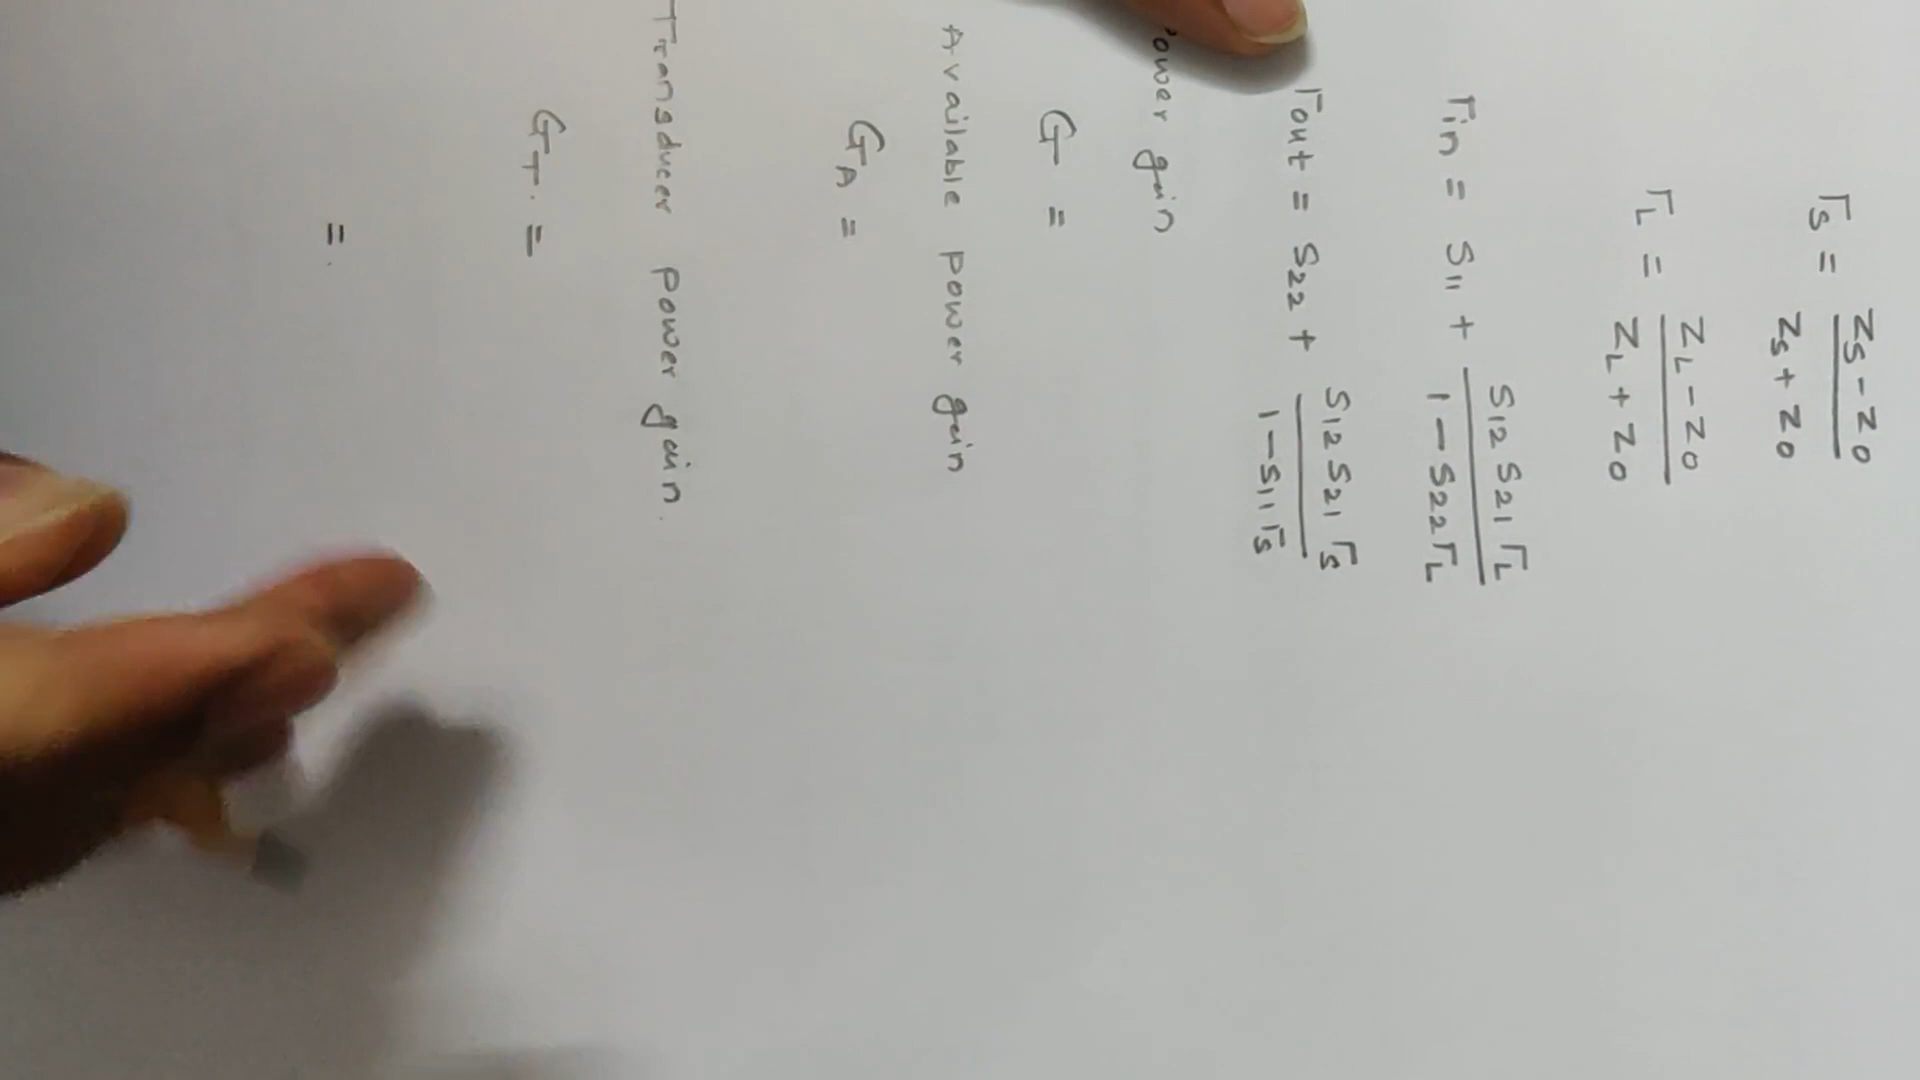 Γs = Zs - Z0 / Zs + Z0
ΓL = ZL - Z0 / ZL + Z0
Γin = S11 + S12 S21 ΓL / 1 - S22 ΓL
Γout = S22 + S12 S21 Γs / 1 - S11 Γs
Power gain
G =
Available power gain
GA =
Transducer power gain.
GT. =
=